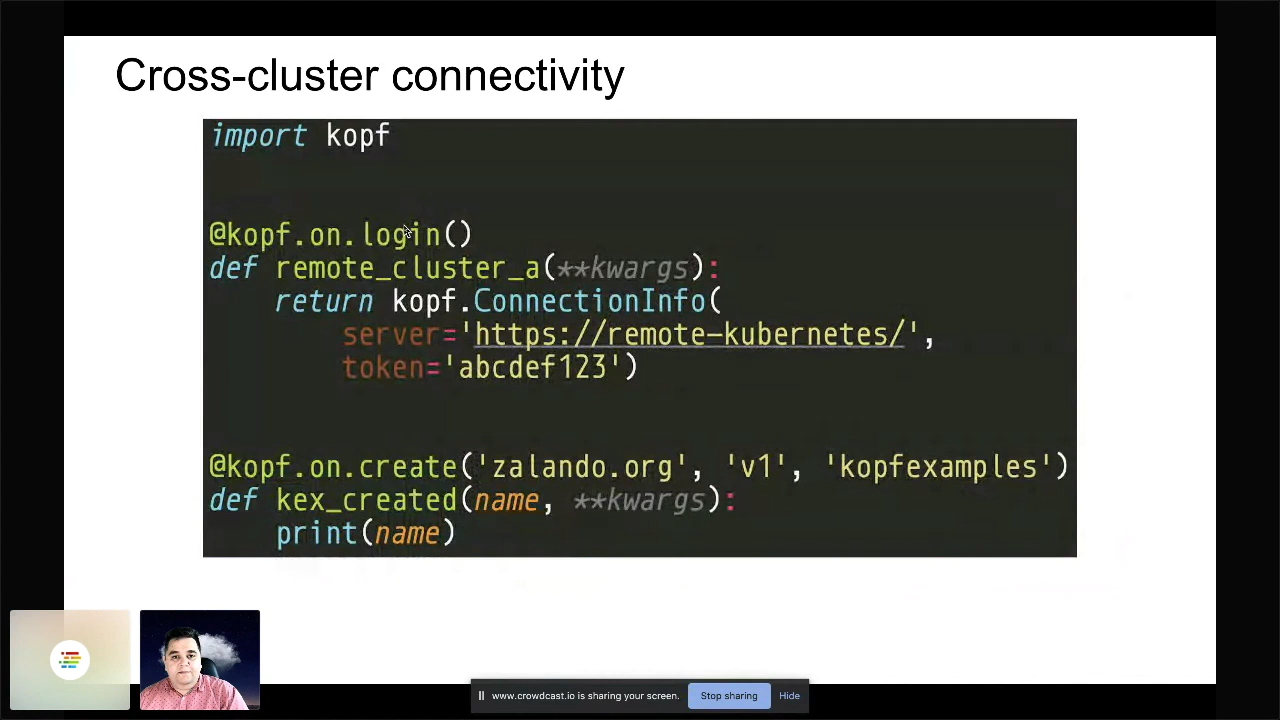 Cross-cluster connectivity
import kopf
@kopf.on.login()
def remote_cluster_a(**kwargs):
    return kopf.ConnectionInfo(
        server='https://remote-kubernetes/',
        token='abcdef123')
@kopf.on.create('zalando.org', 'v1', 'kopfexamples')
def kex_created(name, **kwargs):
    print(name)
www.crowdcast.io is sharing your screen. Stop sharing Hide